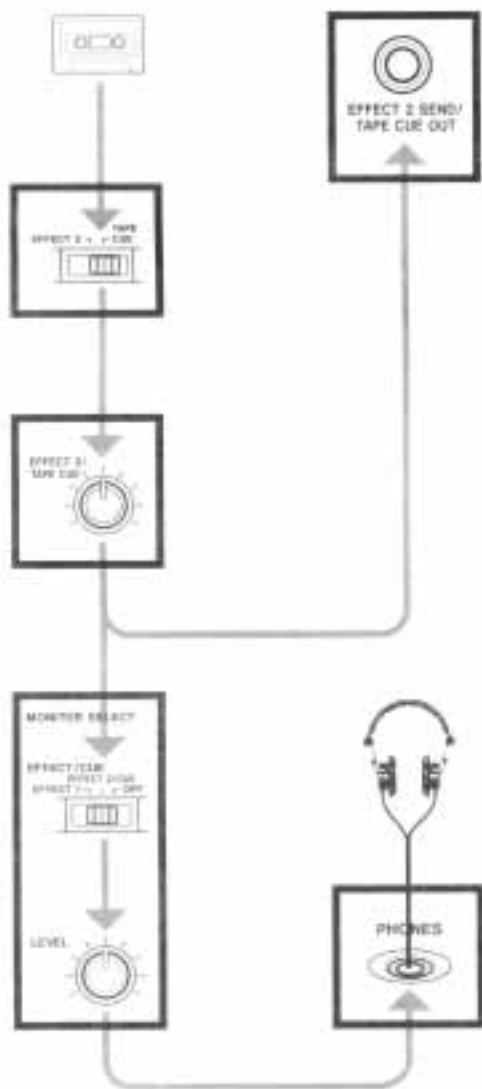 EFFECT 2 SEND/
TAPE CUE OUT
TAPE
EFFECT 2 CUE
EFFECT 2/
TAPE CUE
MONITOR SELECT
EFFECT/CUE
EFFECT 2/CUE
EFFECT 1 OFF
LEVEL
PHONES